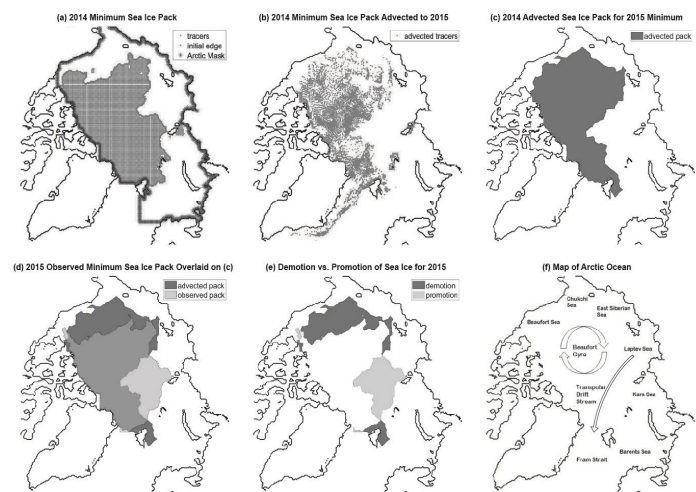 (a) 2014 Minimum Sea Ice Pack
tracers
initial edge
Arctic Mask
(b) 2014 Minimum Sea Ice Pack Advected to 2015
advected tracers
(c) 2014 Advected Sea Ice Pack for 2015 Minimum
advected pack
(d) 2015 Observed Minimum Sea Ice Pack Overlaid on (c)
advected pack
observed pack
(e) Demotion vs. Promotion of Sea Ice for 2015
demotion
promotion
(f) Map of Arctic Ocean
Chukchi
Sea
East Siberian
Sea
Beaufort Sea
Beaufort
Gyre
Laptev Sea
Transpolar
Drift
Stream
Kara Sea
Barents Sea
Fram Strait